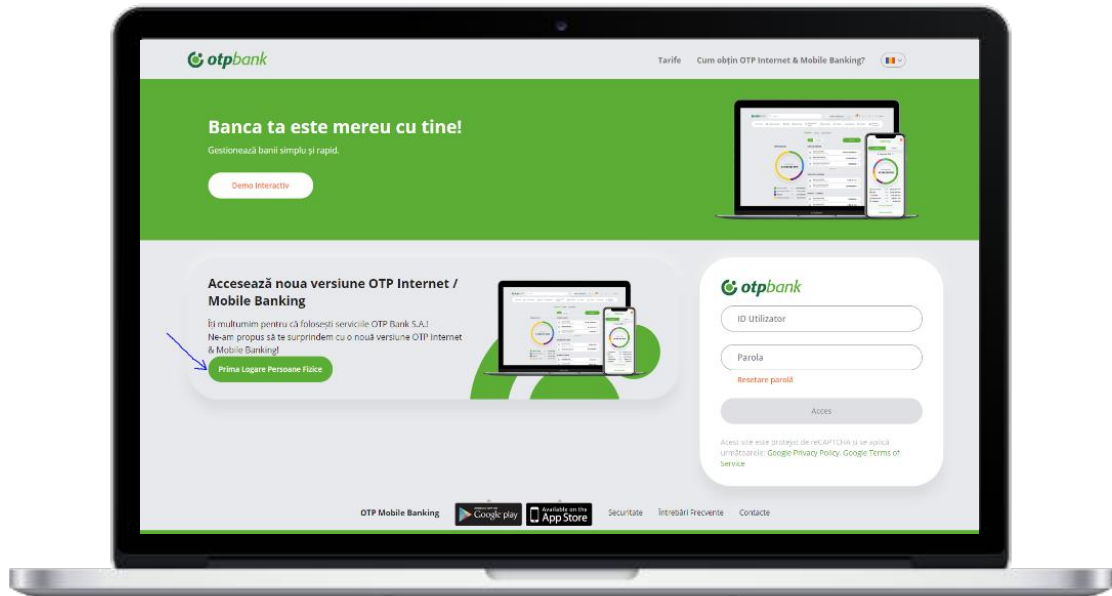 otpbank
Tarife Cum obțin OTP Internet & Mobile Banking?
Banca ta este mereu cu tine!
Gestionează banii simplu și rapid.
Demo Interactiv
Accesează noua versiune OTP Internet /
Mobile Banking
Îți multumim pentru că folosești serviciile OTP Bank S.A.!
Ne-am propus să te surprindem cu o nouă versiune OTP Internet
& Mobile Banking!
Prima Logare Persoane Fizice
otpbank
ID Utilizator
Parola
Resetare parolă
Acces
Acest site este protejat de reCAPTCHA și se aplică
următoarele: Google Privacy Policy. Google Terms of
Service
OTP Mobile Banking
Google play
Available on the
App Store
Securitate Întrebări Frecvente Contacte